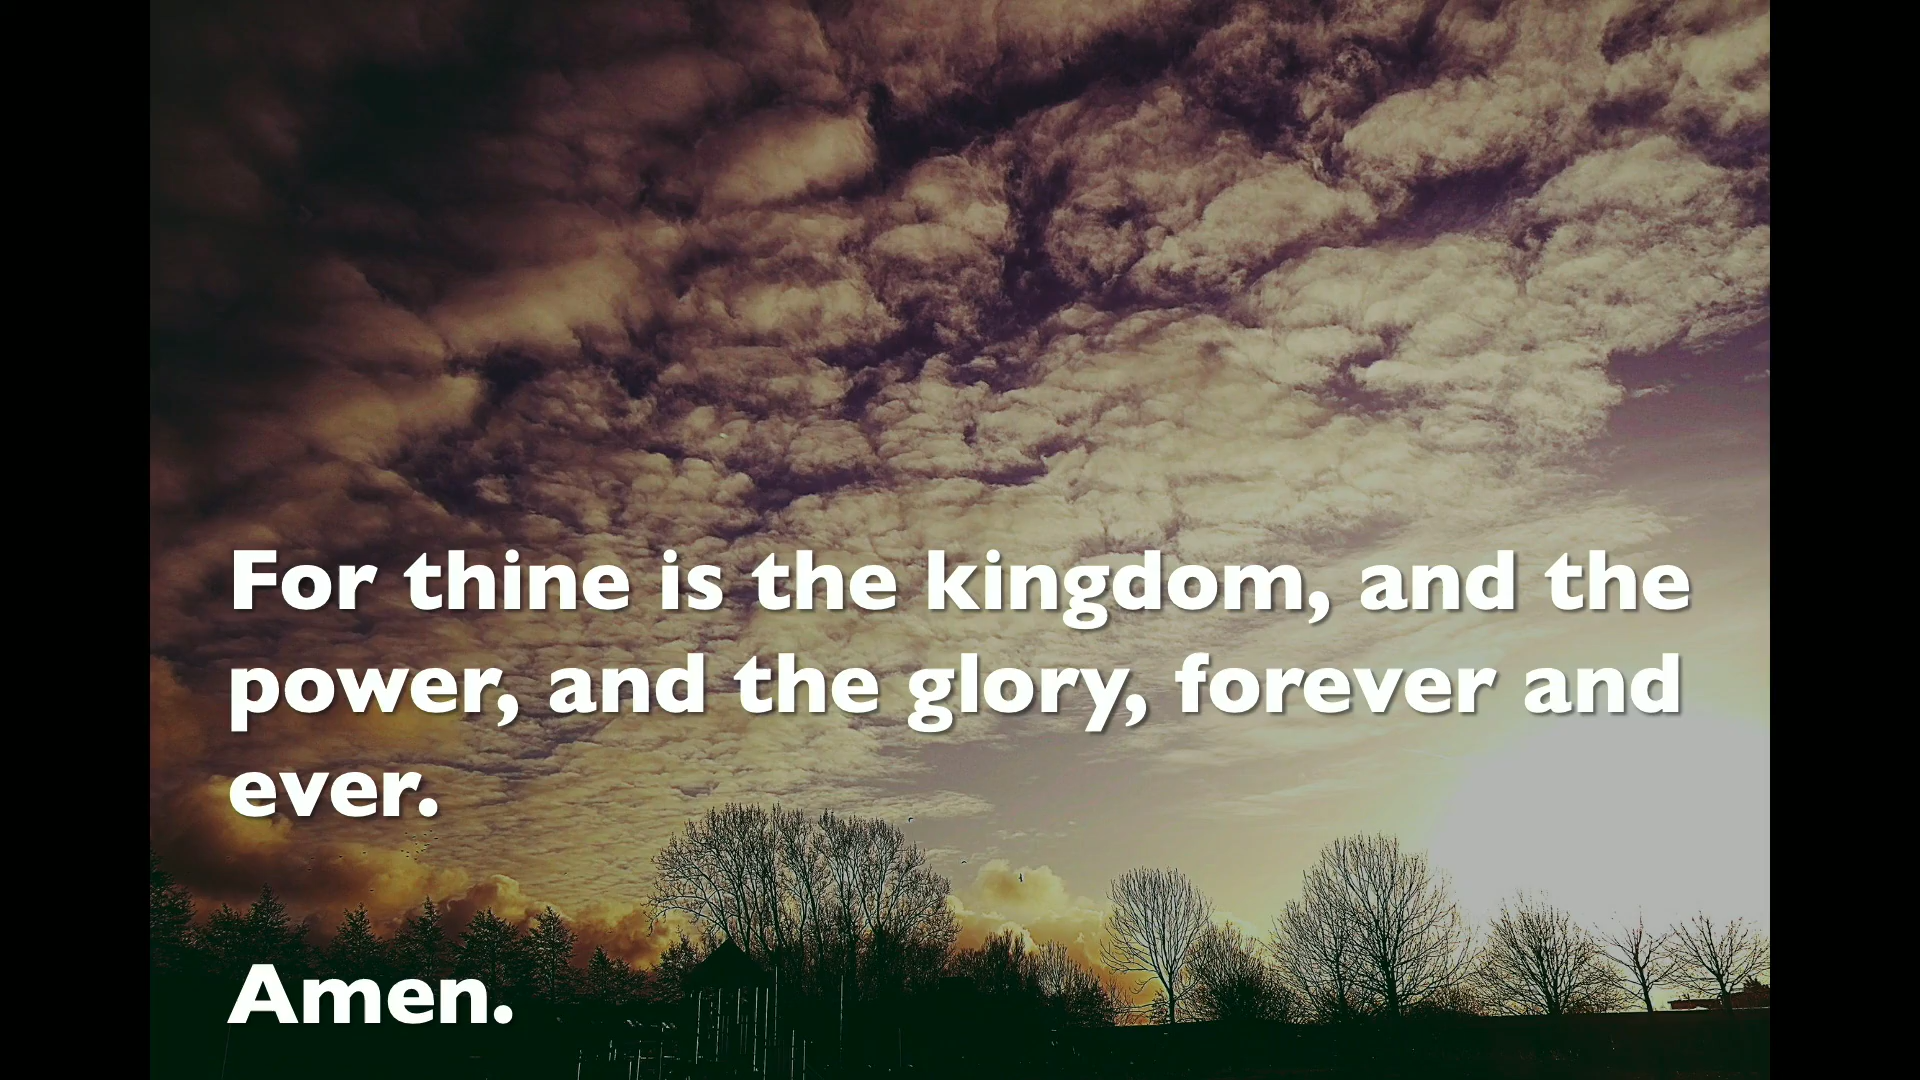 For thine is the kingdom, and the
power, and the glory, forever and
ever.
Amen.